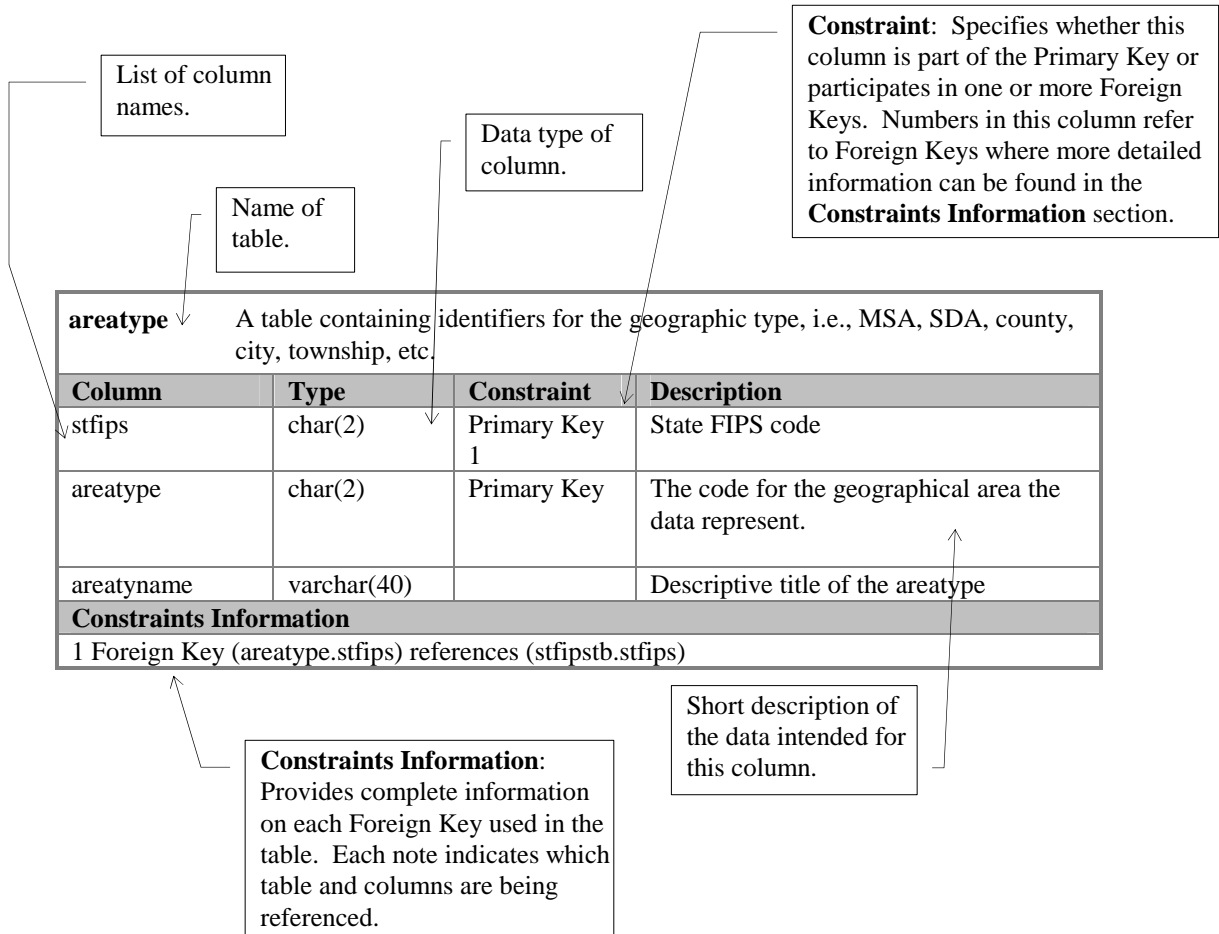 Constraint:  Specifies whether this
column is part of the Primary Key or
participates in one or more Foreign
Keys.  Numbers in this column refer
to Foreign Keys where more detailed
information can be found in the
Constraints Information section.
List of column
names.
Data type of
column.
Name of
table.
areatype A table containing identifiers for the geographic type, i.e., MSA, SDA, county,
city, township, etc.
Column Type Constraint Description
stfips char(2) Primary Key State FIPS code
1
areatype char(2) Primary Key The code for the geographical area the
data represent.
areatyname varchar(40) Descriptive title of the areatype
Constraints Information
1 Foreign Key (areatype.stfips) references (stfipstb.stfips)
Short description of
the data intended for
this column.
Constraints Information:
Provides complete information
on each Foreign Key used in the
table.  Each note indicates which
table and columns are being
referenced.